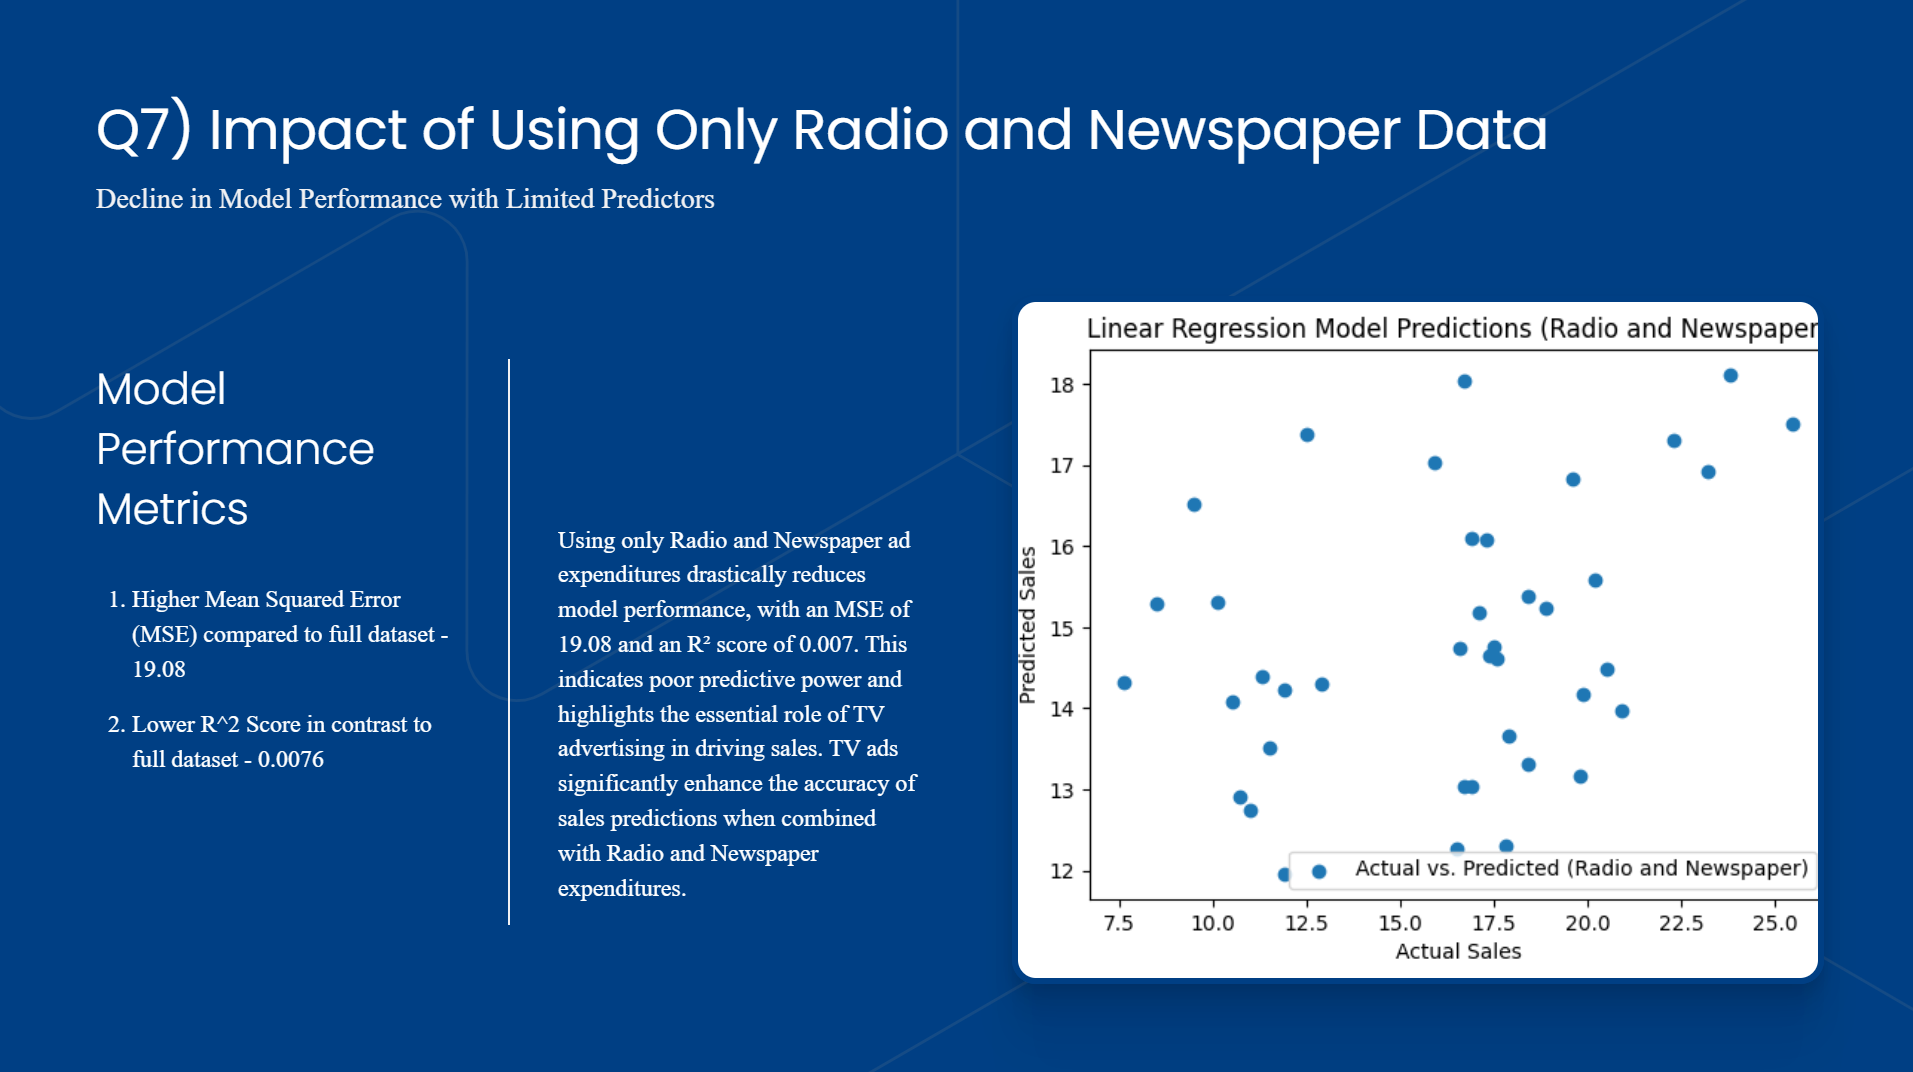 Q7) Impact of Using Only Radio and Newspaper Data
Decline in Model Performance with Limited Predictors
Model
Performance
Metrics
1. Higher Mean Squared Error
(MSE) compared to full dataset -
19.08
2. Lower R^2 Score in contrast to
full dataset - 0.0076
Using only Radio and Newspaper ad
expenditures drastically reduces
model performance, with an MSE of
19.08 and an R² score of 0.007. This
indicates poor predictive power and
highlights the essential role of TV
advertising in driving sales. TV ads
significantly enhance the accuracy of
sales predictions when combined
with Radio and Newspaper
expenditures.
Linear Regression Model Predictions (Radio and Newspaper
18
17
16
15
14
13
12
Predicted Sales
Actual vs. Predicted (Radio and Newspaper)
7.5 10.0 12.5 15.0 17.5 20.0 22.5 25.0
Actual Sales